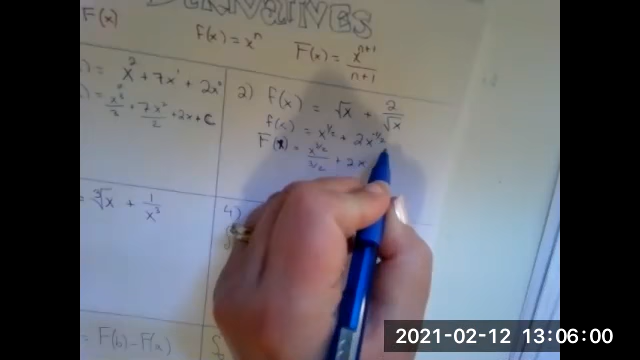 DERIVATIVES
F(x)
f(x) = xⁿ F(x) = xⁿ⁺¹/n+1
) = x² + 7x¹ + 2x⁰
) = x³/3 + 7x²/2 + 2x + C
2) f(x) = √x + 2/√x
f(x) = x^1/2 + 2x^-1/2
F(x) = x^3/2/3/2 + 2x
= ³√x + 1/x³
4)
= F(b) - F(a)
2021-02-12 13:06:00